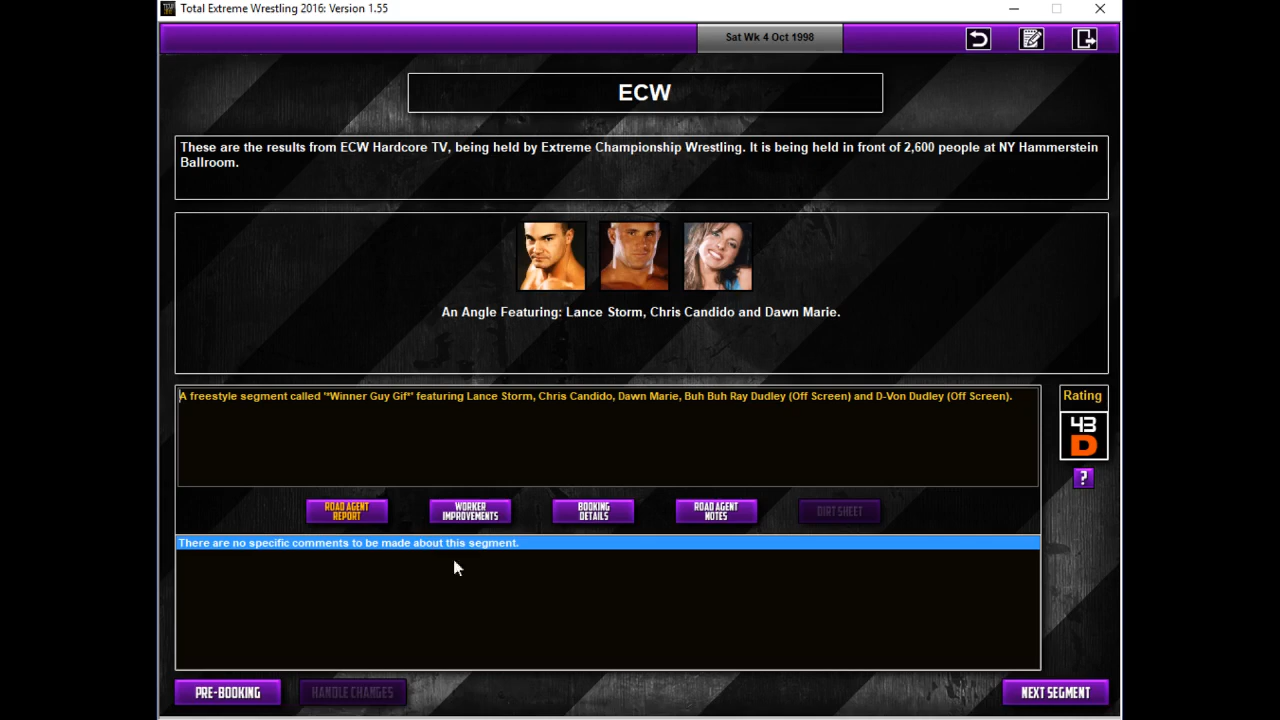 Total Extreme Wrestling 2016: Version 1.55
Sat Wk 4 Oct 1998
ECW
These are the results from ECW Hardcore TV, being held by Extreme Championship Wrestling. It is being held in front of 2,600 people at NY Hammerstein
Ballroom.
An Angle Featuring: Lance Storm, Chris Candido and Dawn Marie.
A freestyle segment called '*Winner Guy Gif*' featuring Lance Storm, Chris Candido, Dawn Marie, Buh Buh Ray Dudley (Off Screen) and D-Von Dudley (Off Screen).
Rating
43
D
?
ROAD AGENT
REPORT
WORKER
IMPROVEMENTS
BOOKING
DETAILS
ROAD AGENT
NOTES
DIRT SHEET
There are no specific comments to be made about this segment.
PRE-BOOKING
HANDLE CHANGES
NEXT SEGMENT